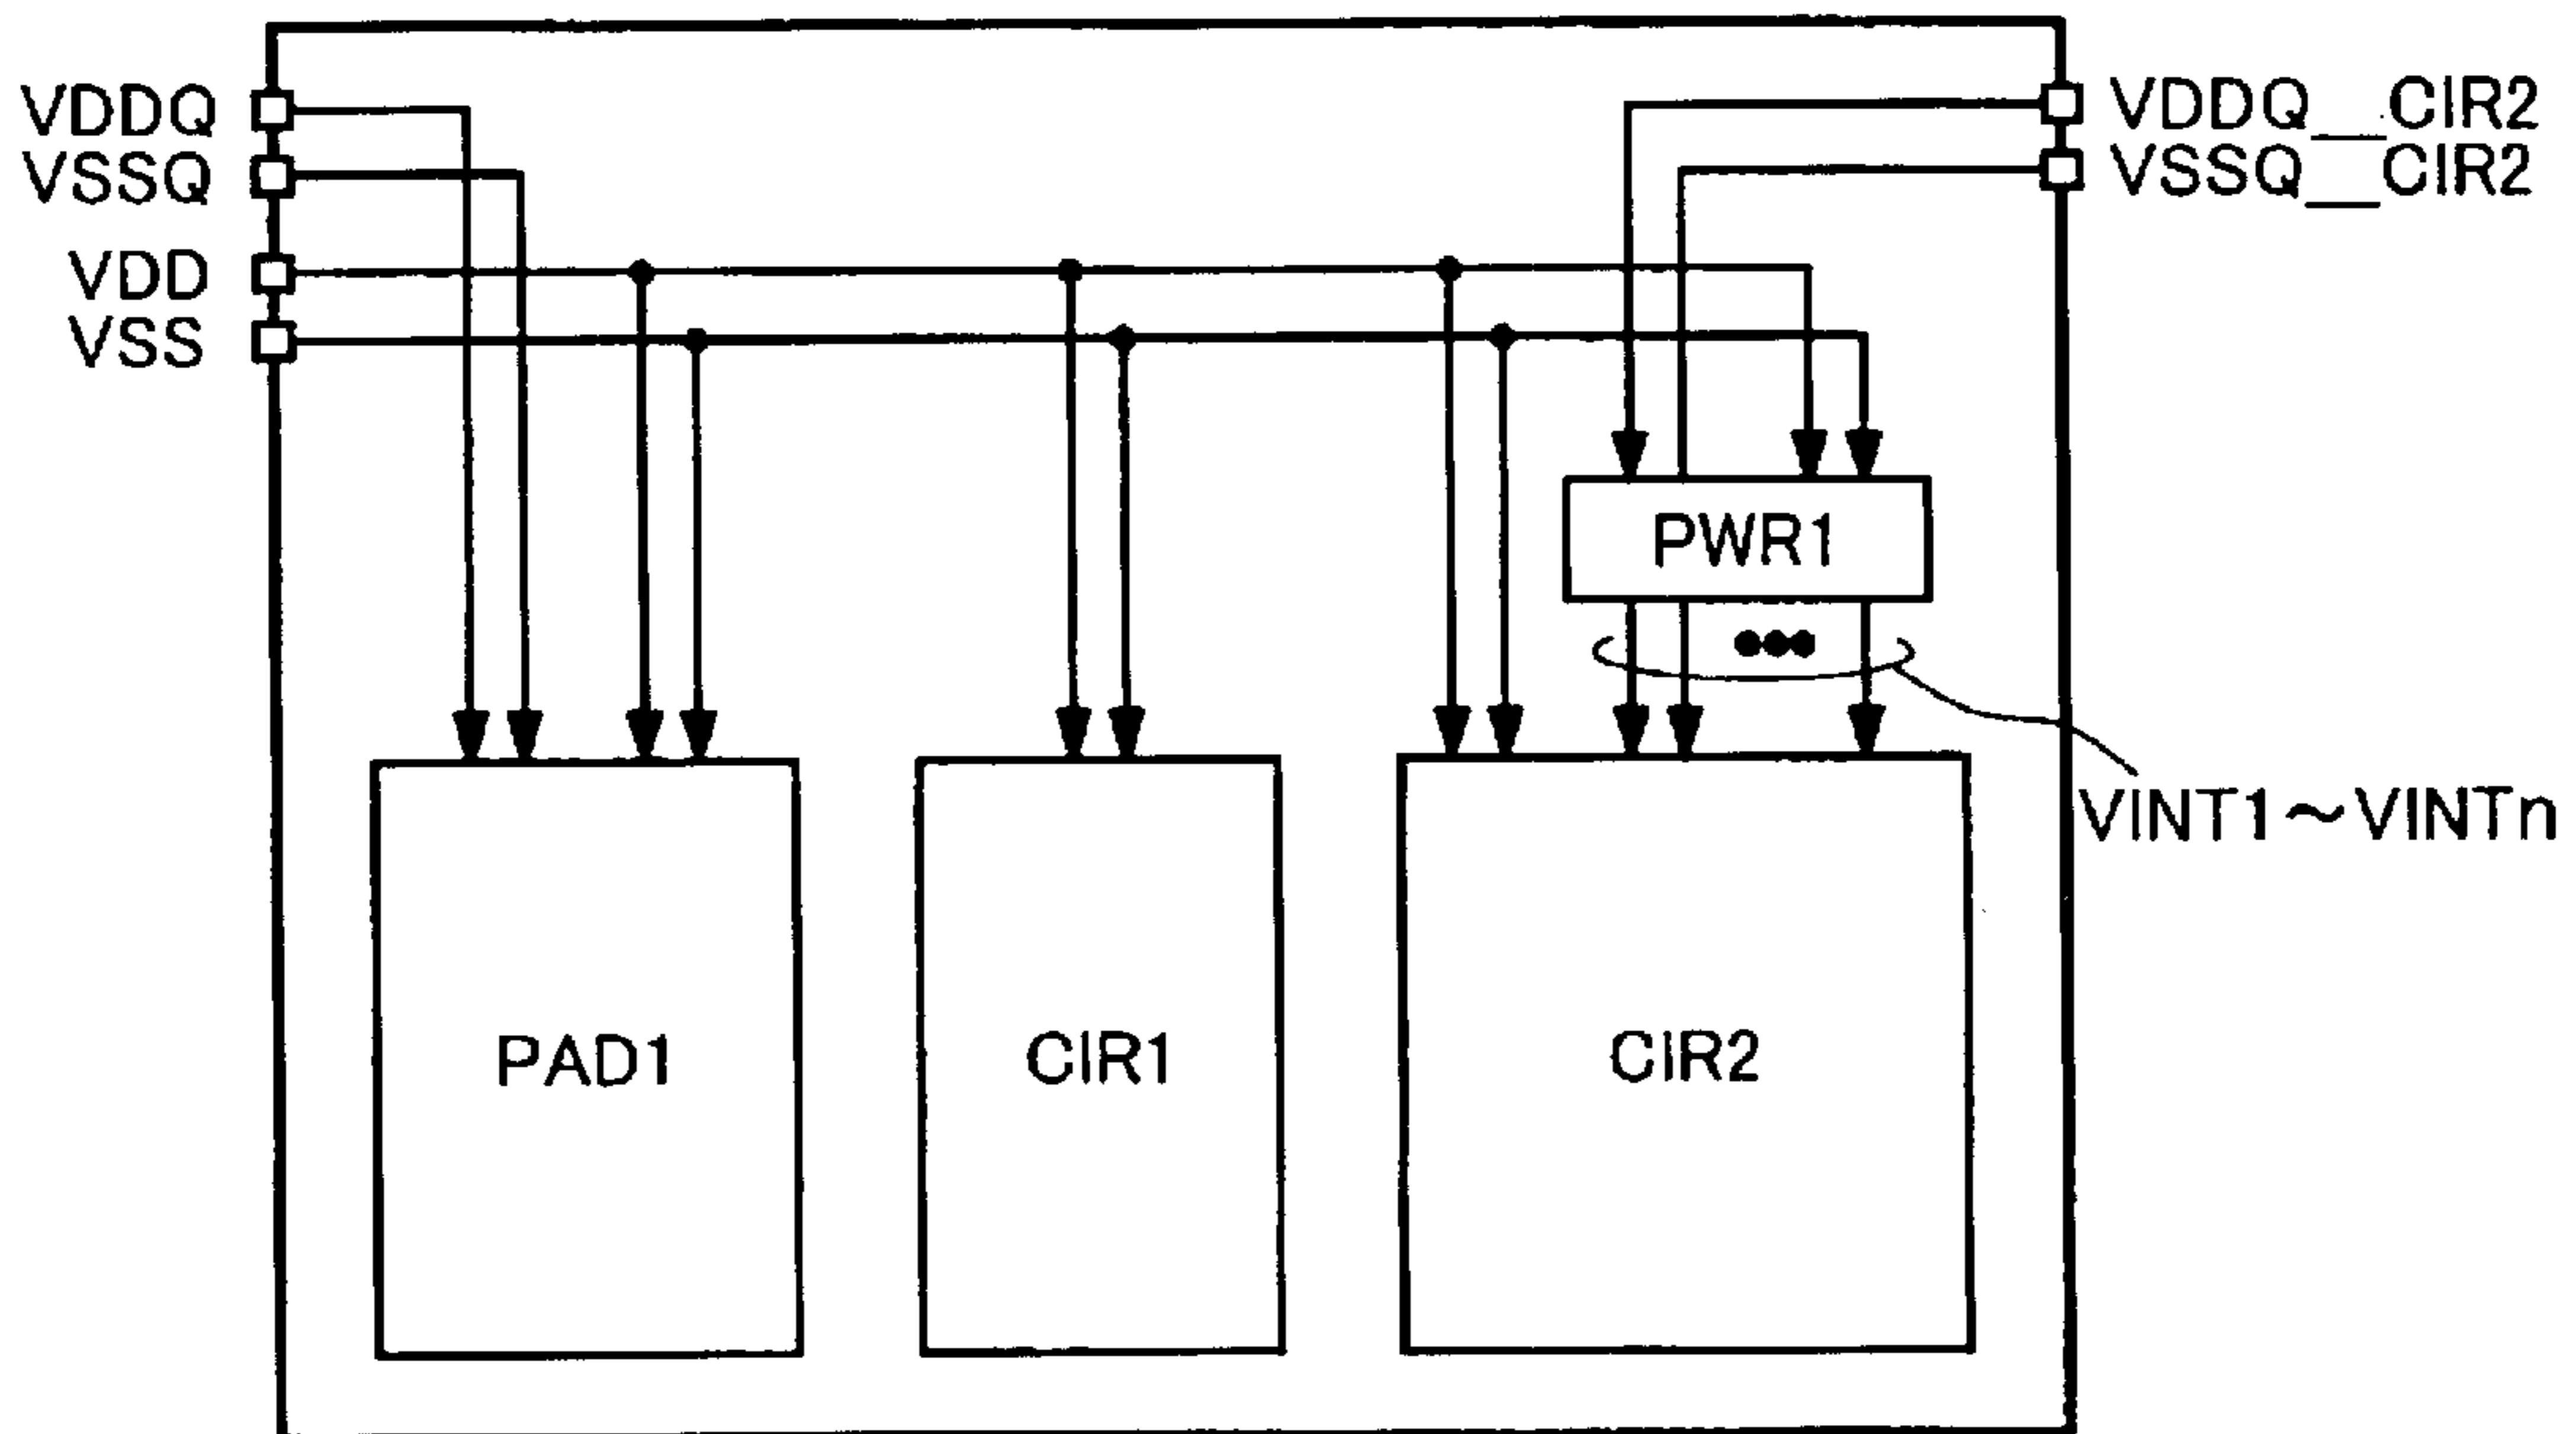 VDDQ
VSSQ
VDD
VSS
VDDQ__CIR2
VSSQ__CIR2
PWR1
VINT1~VINTn
PAD1
CIR1
CIR2